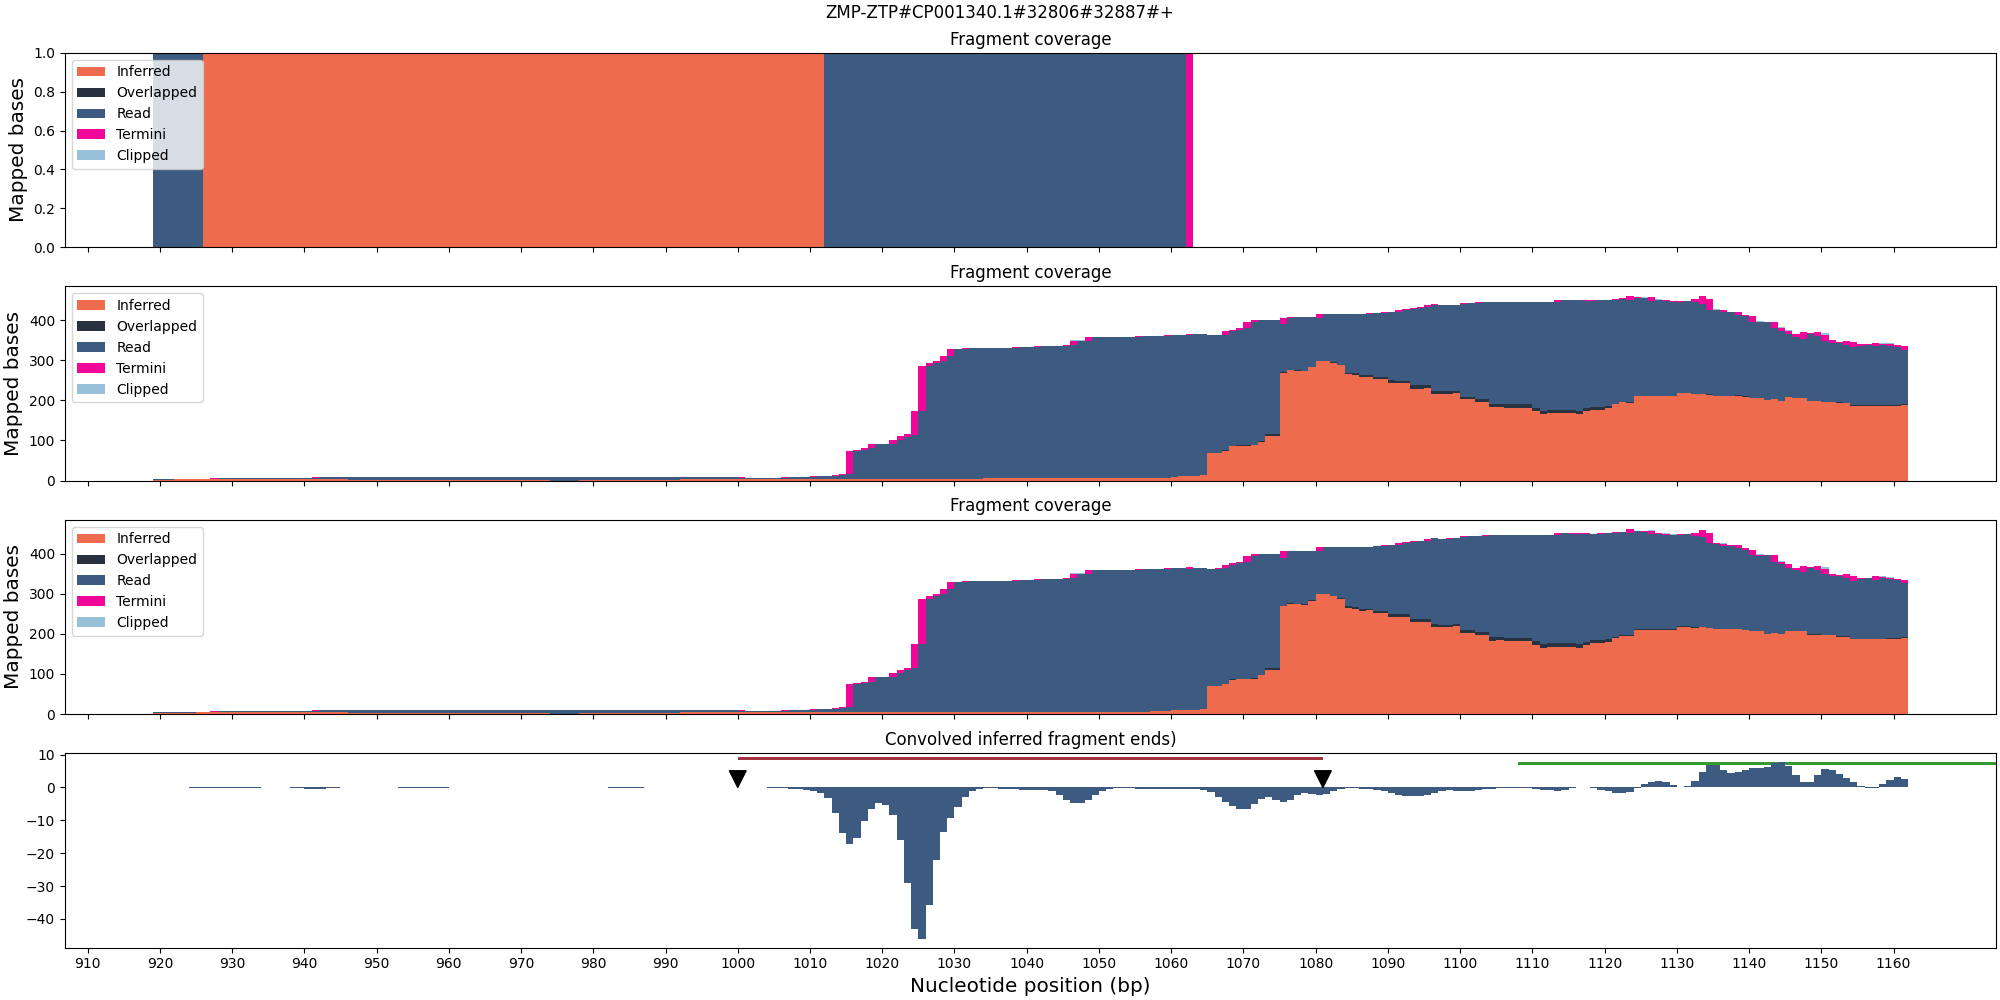 ZMP-ZTP#CP001340.1#32806#32887#+
Fragment coverage
1.0
0.8
0.6
0.4
0.2
0.0
Mapped bases
Inferred
Overlapped
Read
Termini
Clipped
Fragment coverage
400
300
200
100
0
Mapped bases
Inferred
Overlapped
Read
Termini
Clipped
Fragment coverage
400
300
200
100
0
Mapped bases
Inferred
Overlapped
Read
Termini
Clipped
Convolved inferred fragment ends)
10
0
−10
−20
−30
−40
910 920 930 940 950 960 970 980 990 1000 1010 1020 1030 1040 1050 1060 1070 1080 1090 1100 1110 1120 1130 1140 1150 1160
Nucleotide position (bp)